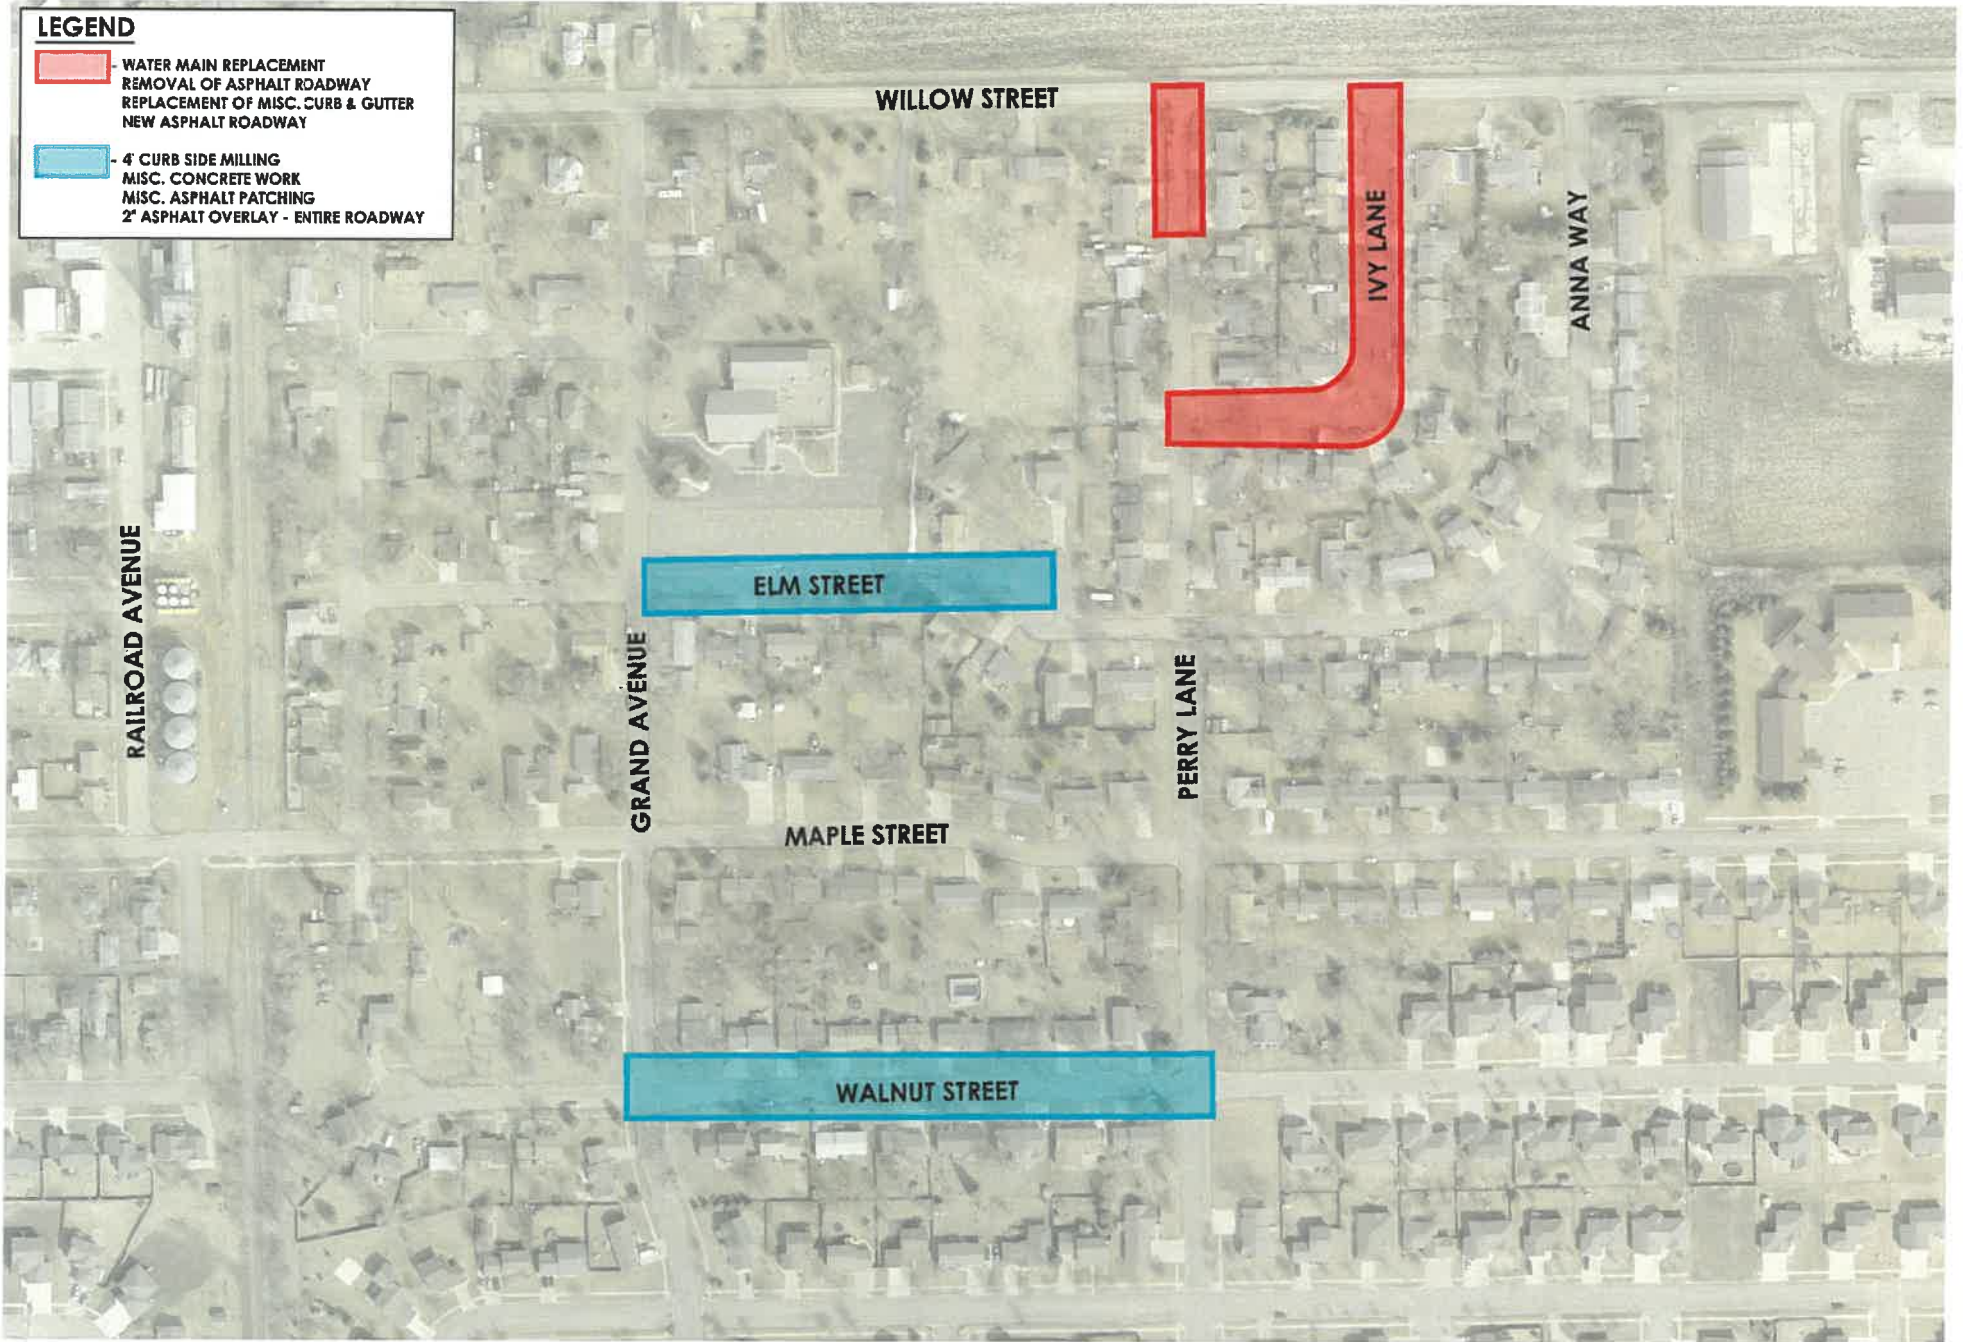 LEGEND
- WATER MAIN REPLACEMENT
REMOVAL OF ASPHALT ROADWAY
REPLACEMENT OF MISC. CURB & GUTTER
NEW ASPHALT ROADWAY
- 4' CURB SIDE MILLING
MISC. CONCRETE WORK
MISC. ASPHALT PATCHING
2" ASPHALT OVERLAY - ENTIRE ROADWAY
WILLOW STREET
IVY LANE
ANNA WAY
ELM STREET
RAILROAD AVENUE
GRAND AVENUE
PERRY LANE
MAPLE STREET
WALNUT STREET